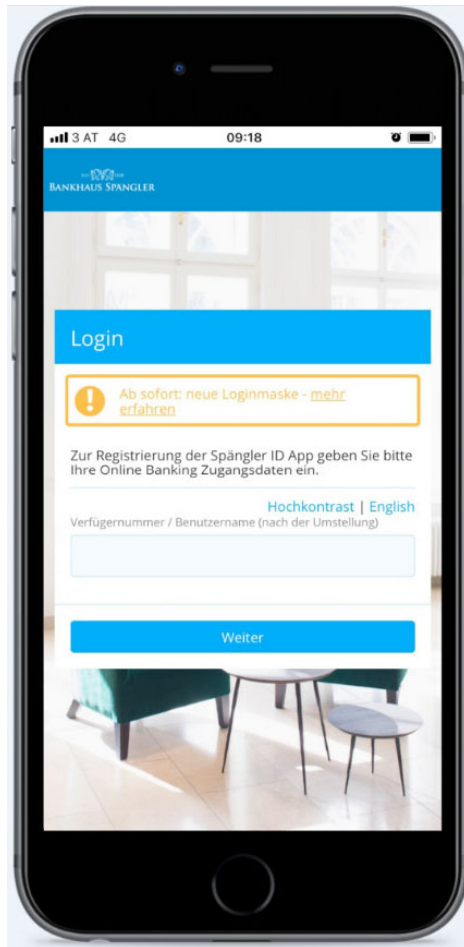 3 AT 4G 09:18
BANKHAUS SPÄNGLER
Login
Ab sofort: neue Loginmaske - mehr
erfahren
Zur Registrierung der Spängler ID App geben Sie bitte
Ihre Online Banking Zugangsdaten ein.
Hochkontrast | English
Verfügernummer / Benutzername (nach der Umstellung)
Weiter